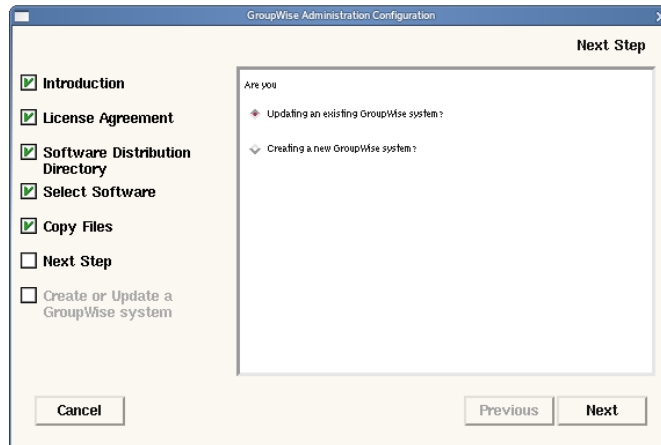 GroupWise Administration Configuration
Next Step
Introduction
License Agreement
Software Distribution
Directory
Select Software
Copy Files
Next Step
Create or Update a
GroupWise system
Are you
Updating an existing GroupWise system?
Creating a new GroupWise system?
Cancel
Previous
Next